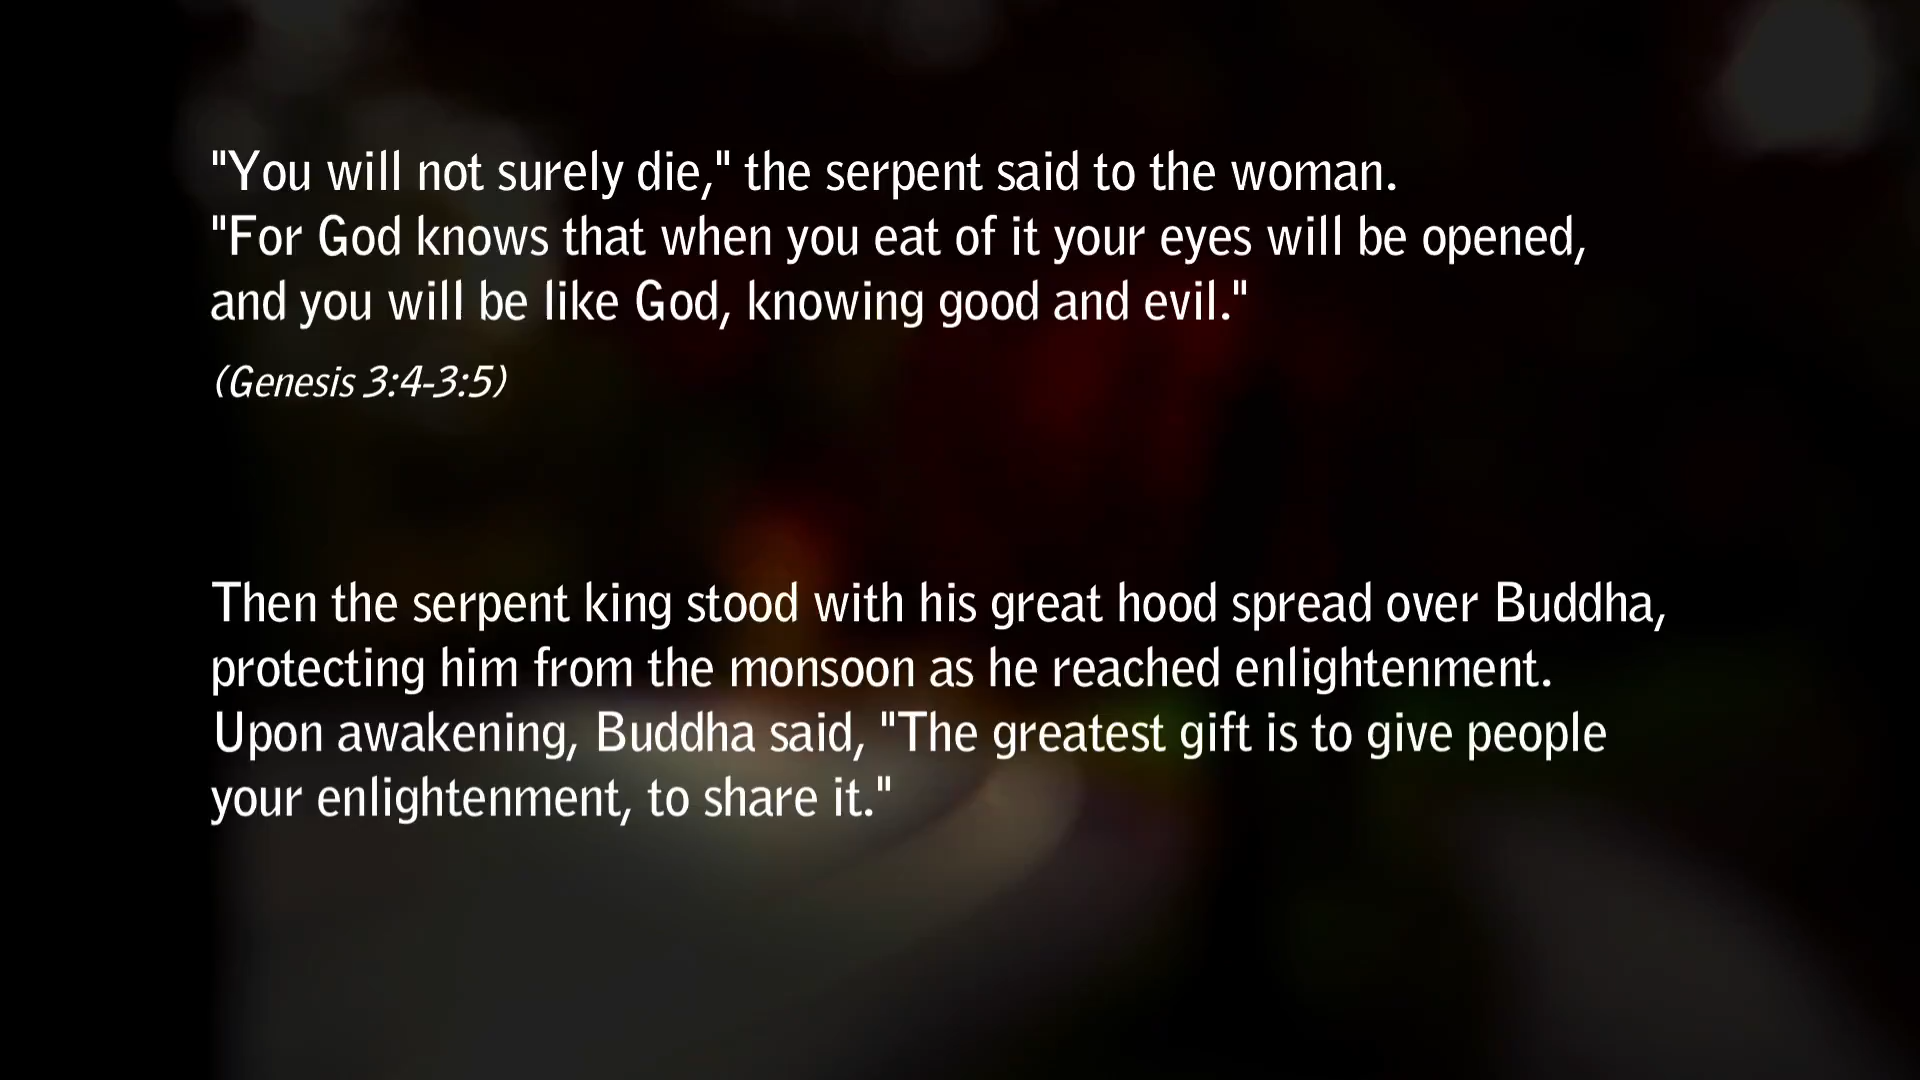 "You will not surely die," the serpent said to the woman.
"For God knows that when you eat of it your eyes will be opened,
and you will be like God, knowing good and evil."
(Genesis 3:4-3:5)
Then the serpent king stood with his great hood spread over Buddha,
protecting him from the monsoon as he reached enlightenment.
Upon awakening, Buddha said, "The greatest gift is to give people
your enlightenment, to share it."